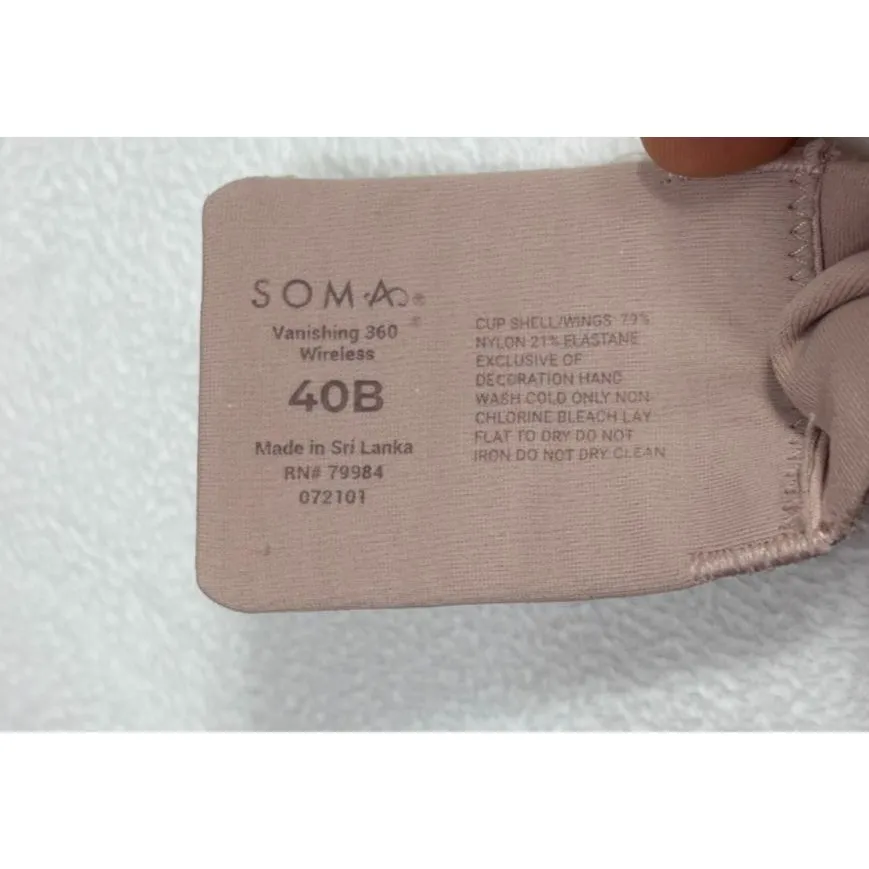 SOMA®
Vanishing 360®
Wireless
40B
Made in Sri Lanka
RN# 79984
072101
CUP SHELL/WINGS: 79%
NYLON 21% ELASTANE
EXCLUSIVE OF
DECORATION HAND
WASH COLD ONLY NON
CHLORINE BLEACH LAY
FLAT TO DRY DO NOT
IRON DO NOT DRY CLEAN